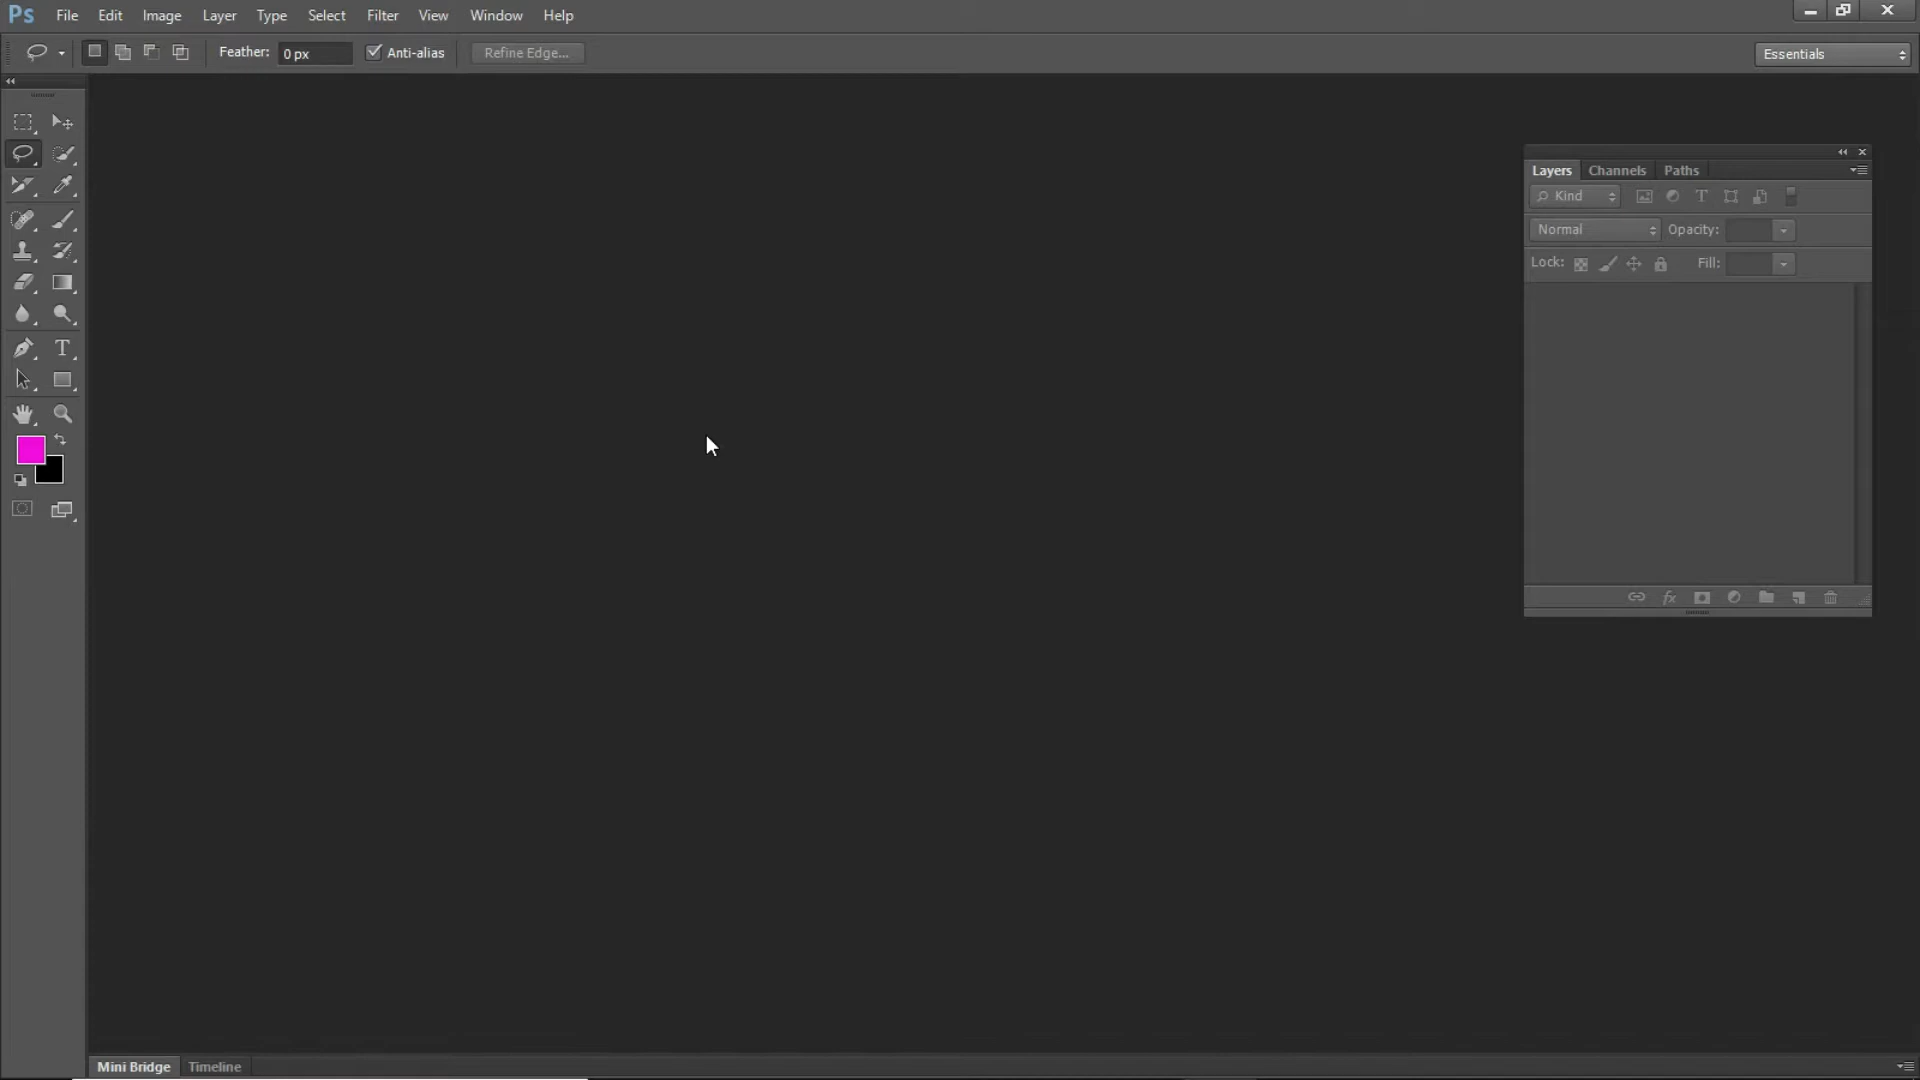 Ps File Edit Image Layer Type Select Filter View Window Help
Feather: 0 px Anti-alias Refine Edge... Essentials
Layers Channels Paths
Kind T
Normal Opacity:
Lock: Fill:
T
fx
Mini Bridge Timeline